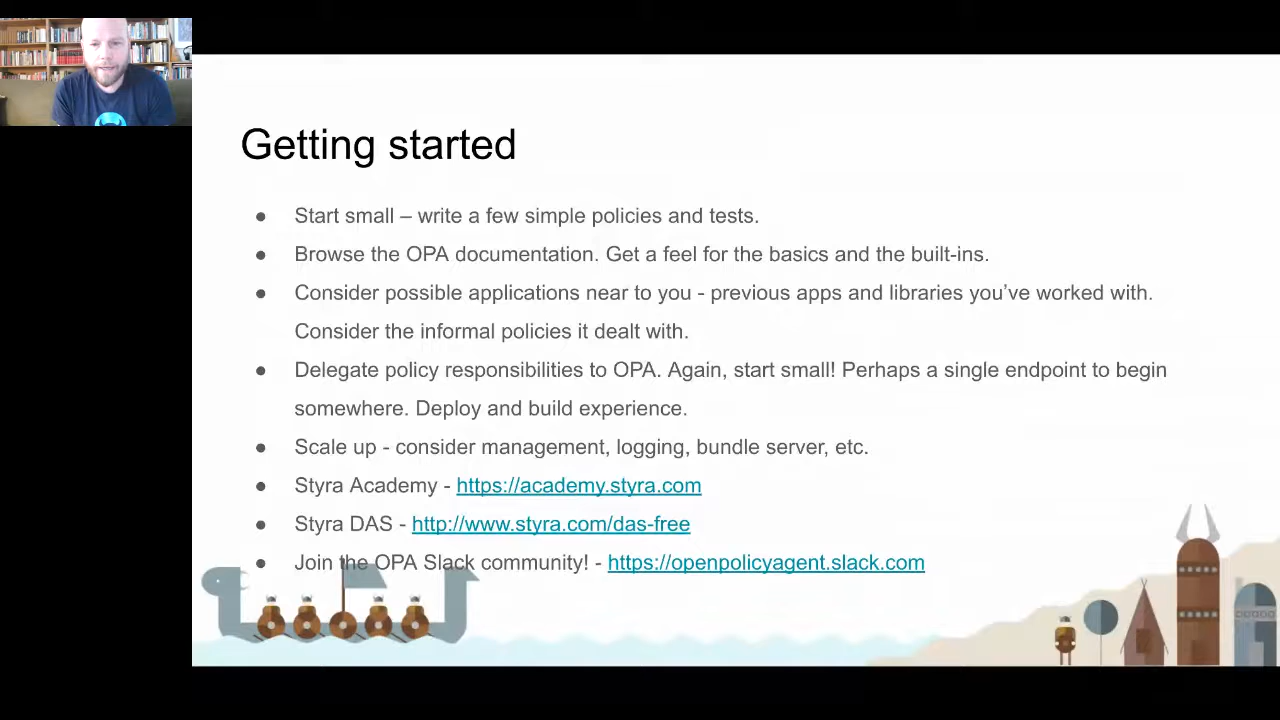 Getting started
● Start small – write a few simple policies and tests.
● Browse the OPA documentation. Get a feel for the basics and the built-ins.
● Consider possible applications near to you - previous apps and libraries you’ve worked with.
Consider the informal policies it dealt with.
● Delegate policy responsibilities to OPA. Again, start small! Perhaps a single endpoint to begin
somewhere. Deploy and build experience.
● Scale up - consider management, logging, bundle server, etc.
● Styra Academy - https://academy.styra.com
● Styra DAS - http://www.styra.com/das-free
● Join the OPA Slack community! - https://openpolicyagent.slack.com